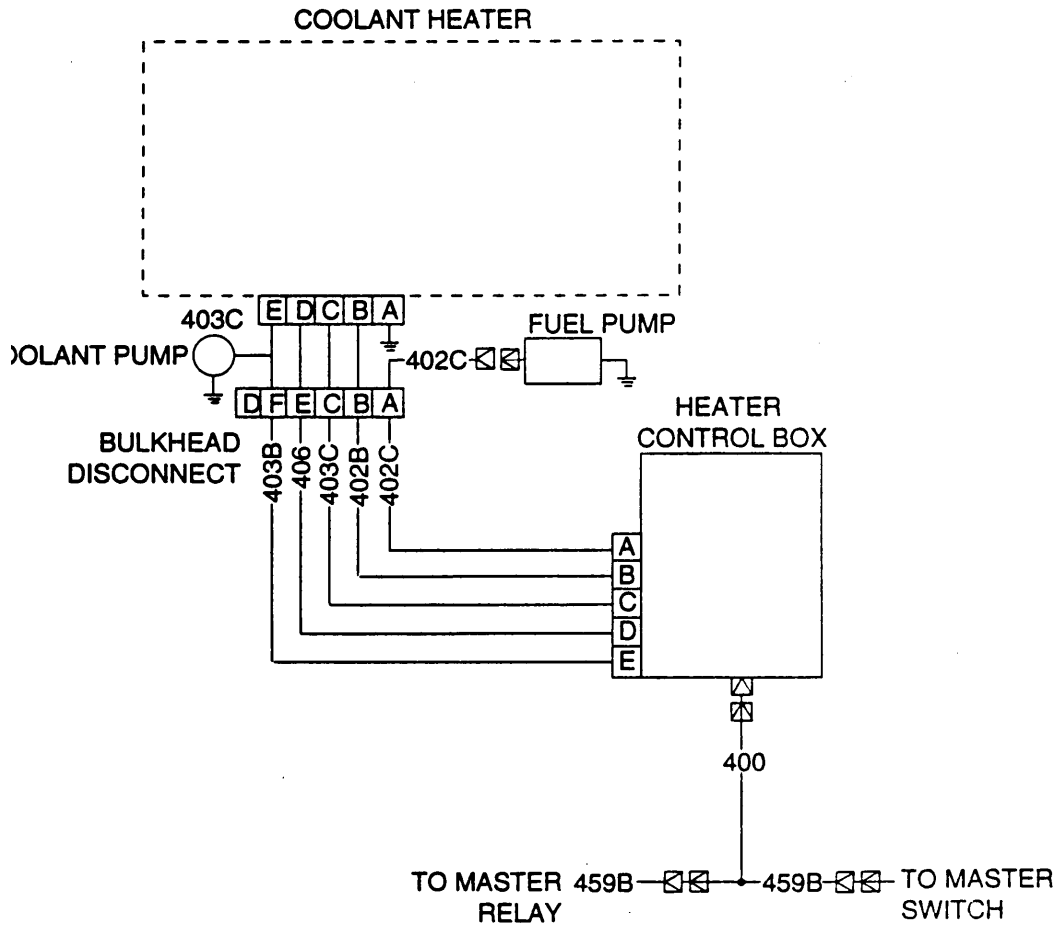 COOLANT HEATER
E D C B A
403C
FUEL PUMP
OOLANT PUMP
402C
D F E C B A
HEATER
CONTROL BOX
BULKHEAD
DISCONNECT
403B
406
403C
402B
402C
A
B
C
D
E
400
TO MASTER
RELAY
459B
459B
TO MASTER
SWITCH